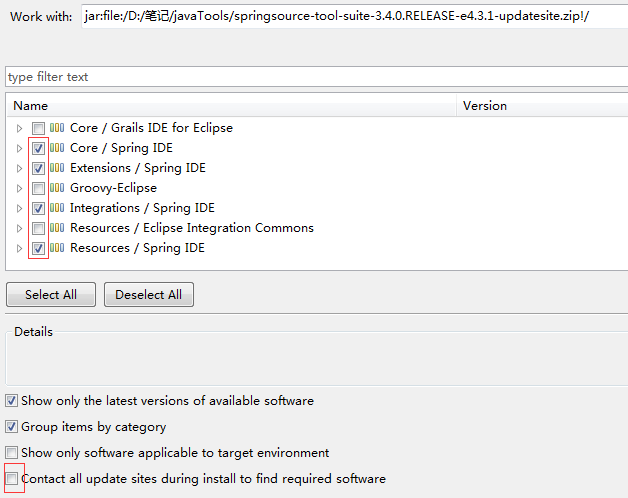 Work with: jar:file:/D:/笔记/javaTools/springsource-tool-suite-3.4.0.RELEASE-e4.3.1-updatesite.zip!/
type filter text
Name Version
Core / Grails IDE for Eclipse
Core / Spring IDE
Extensions / Spring IDE
Groovy-Eclipse
Integrations / Spring IDE
Resources / Eclipse Integration Commons
Resources / Spring IDE
Select All Deselect All
Details
Show only the latest versions of available software
Group items by category
Show only software applicable to target environment
Contact all update sites during install to find required software